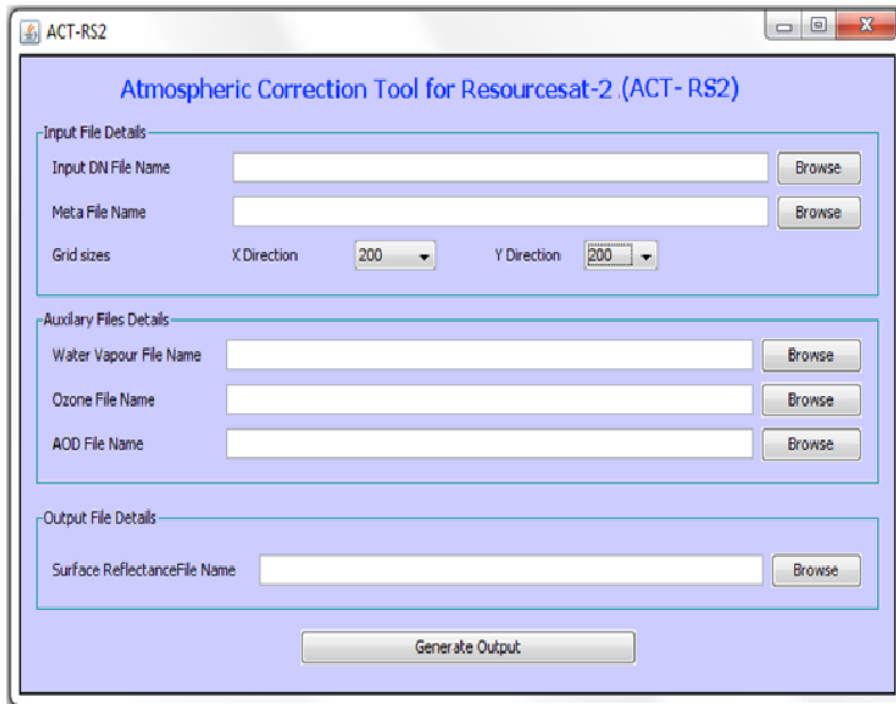 ACT-RS2
Atmospheric Correction Tool for Resourcesat-2 .(ACT- RS2)
Input File Details
Input DN File Name Browse
Meta File Name Browse
Grid sizes X Direction 200 Y Direction 200
Auxilary Files Details
Water Vapour File Name Browse
Ozone File Name Browse
AOD File Name Browse
Output File Details
Surface ReflectanceFile Name Browse
Generate Output